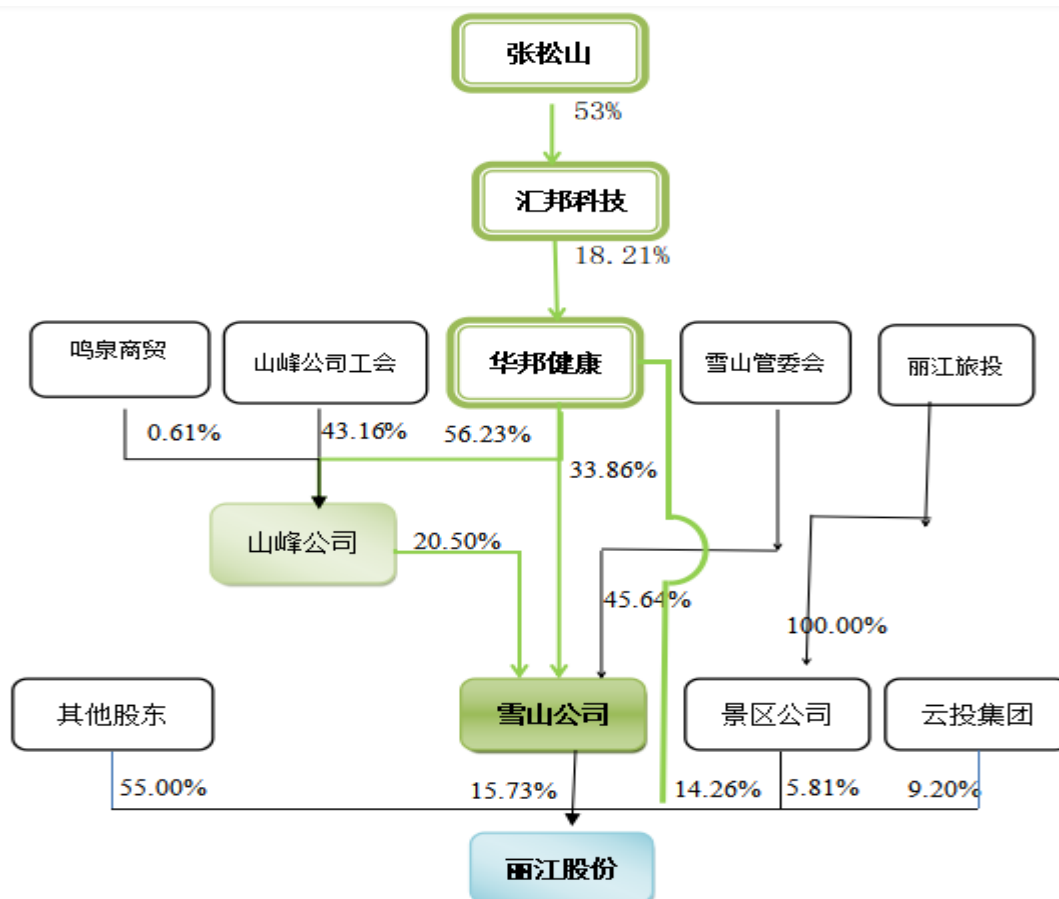 张松山
53%
汇邦科技
18.21%
鸣泉商贸
山峰公司工会
华邦健康
雪山管委会
丽江旅投
0.61%
43.16%
56.23%
33.86%
山峰公司
20.50%
45.64%
100.00%
其他股东
雪山公司
景区公司
云投集团
55.00%
15.73%
14.26%
5.81%
9.20%
丽江股份